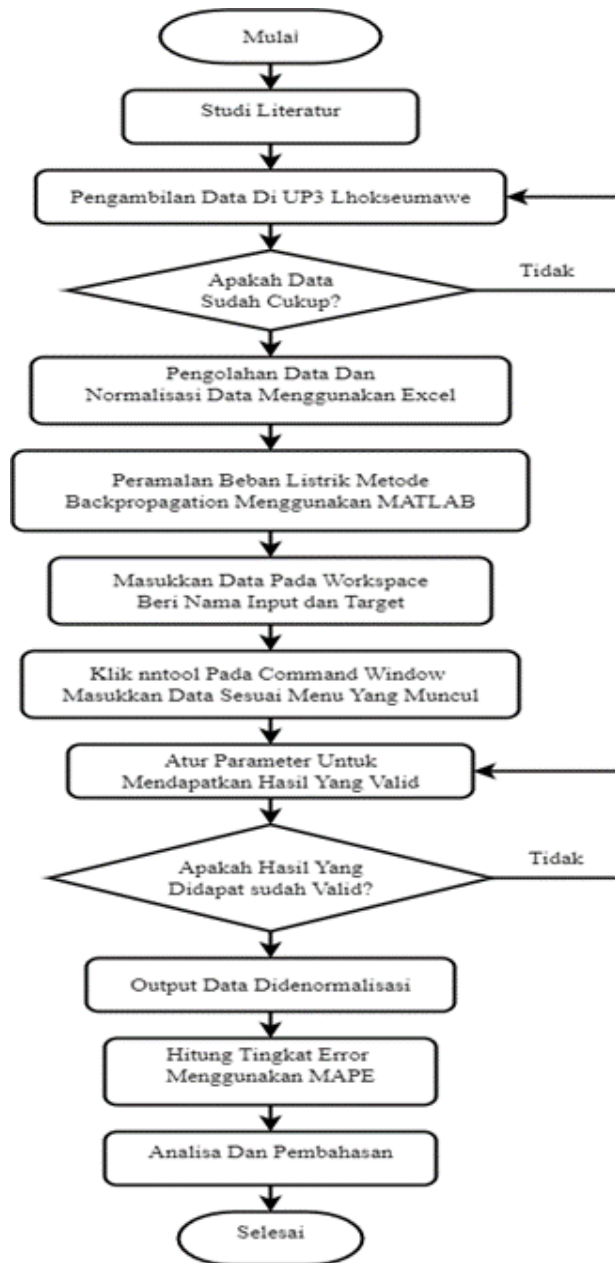 Mulai
Studi Literatur
Pengambilan Data Di UP3 Lhokseumawe
Apakah Data
Sudah Cukup?
Tidak
Pengolahan Data Dan
Normalisasi Data Menggunakan Excel
Peramalan Beban Listrik Metode
Backpropagation Menggunakan MATLAB
Masukkan Data Pada Workspace
Beri Nama Input dan Target
Klik nntool Pada Command Window
Masukkan Data Sesuai Menu Yang Muncul
Atur Parameter Untuk
Mendapatkan Hasil Yang Valid
Apakah Hasil Yang
Didapat sudah Valid?
Tidak
Output Data Didenormalisasi
Hitung Tingkat Error
Menggunakan MAPE
Analisa Dan Pembahasan
Selesai